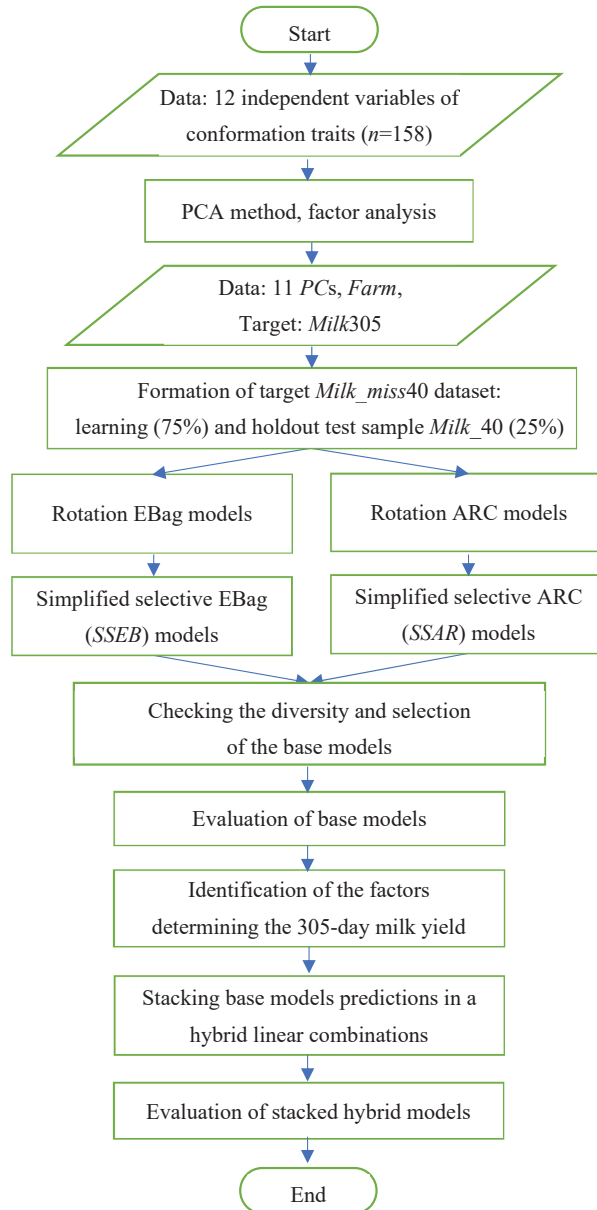 Start
Data: 12 independent variables of
conformation traits (n=158)
PCA method, factor analysis
Data: 11 PCs, Farm,
Target: Milk305
Formation of target Milk_miss40 dataset:
learning (75%) and holdout test sample Milk_40 (25%)
Rotation EBag models
Rotation ARC models
Simplified selective EBag
(SSEB) models
Simplified selective ARC
(SSAR) models
Checking the diversity and selection
of the base models
Evaluation of base models
Identification of the factors
determining the 305-day milk yield
Stacking base models predictions in a
hybrid linear combinations
Evaluation of stacked hybrid models
End